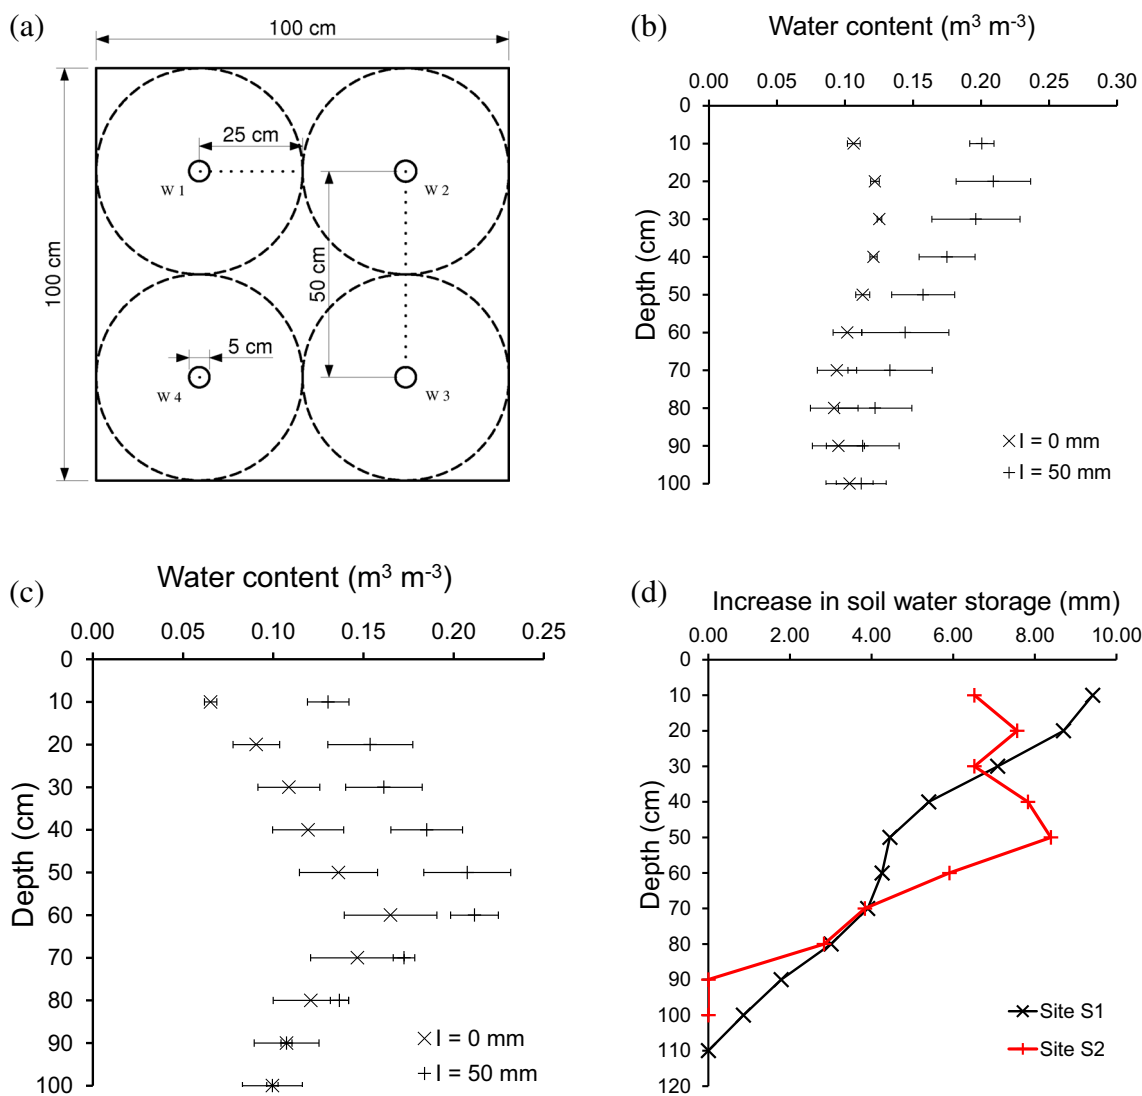 (a)
100 cm
25 cm
W 1
W 2
100 cm
50 cm
5 cm
W 4
W 3
(b)
Water content (m³ m⁻³)
0.00 0.05 0.10 0.15 0.20 0.25 0.30
0
10
20
30
40
50
60
70
80
90
100
Depth (cm)
I = 0 mm
I = 50 mm
(c)
Water content (m³ m⁻³)
0.00 0.05 0.10 0.15 0.20 0.25
0
10
20
30
40
50
60
70
80
90
100
Depth (cm)
I = 0 mm
I = 50 mm
(d)
Increase in soil water storage (mm)
0.00 2.00 4.00 6.00 8.00 10.00
0
10
20
30
40
50
60
70
80
90
100
110
120
Depth (cm)
Site S1
Site S2